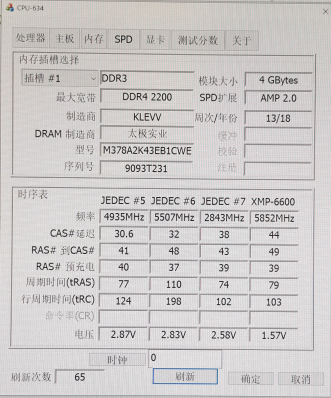 CPU-634
处理器 主板 内存 SPD 显卡 测试分数 关于
内存插槽选择
插槽 #1 DDR3 模块大小 4 GBytes
最大宽带 DDR4 2200 SPD扩展 AMP 2.0
制造商 KLEVV 周次/年份 13/18
DRAM 制造商 太极实业 缓冲
型号 M378A2K43EB1CWE 校验
序列号 9093T231 注册
时序表
JEDEC #5 JEDEC #6 JEDEC #7 XMP-6600
频率 4935MHz 5507MHz 2843MHz 5852MHz
CAS#延迟 30.6 32 38 44
RAS# 到CAS# 41 48 43 49
RAS# 预充电 40 37 39 39
周期时间(tRAS) 77 110 74 79
行周期时间(tRC) 124 198 102 103
命令率(CR)
电压 2.87V 2.83V 2.58V 1.57V
时钟 0
刷新次数 65 刷新 确定 取消